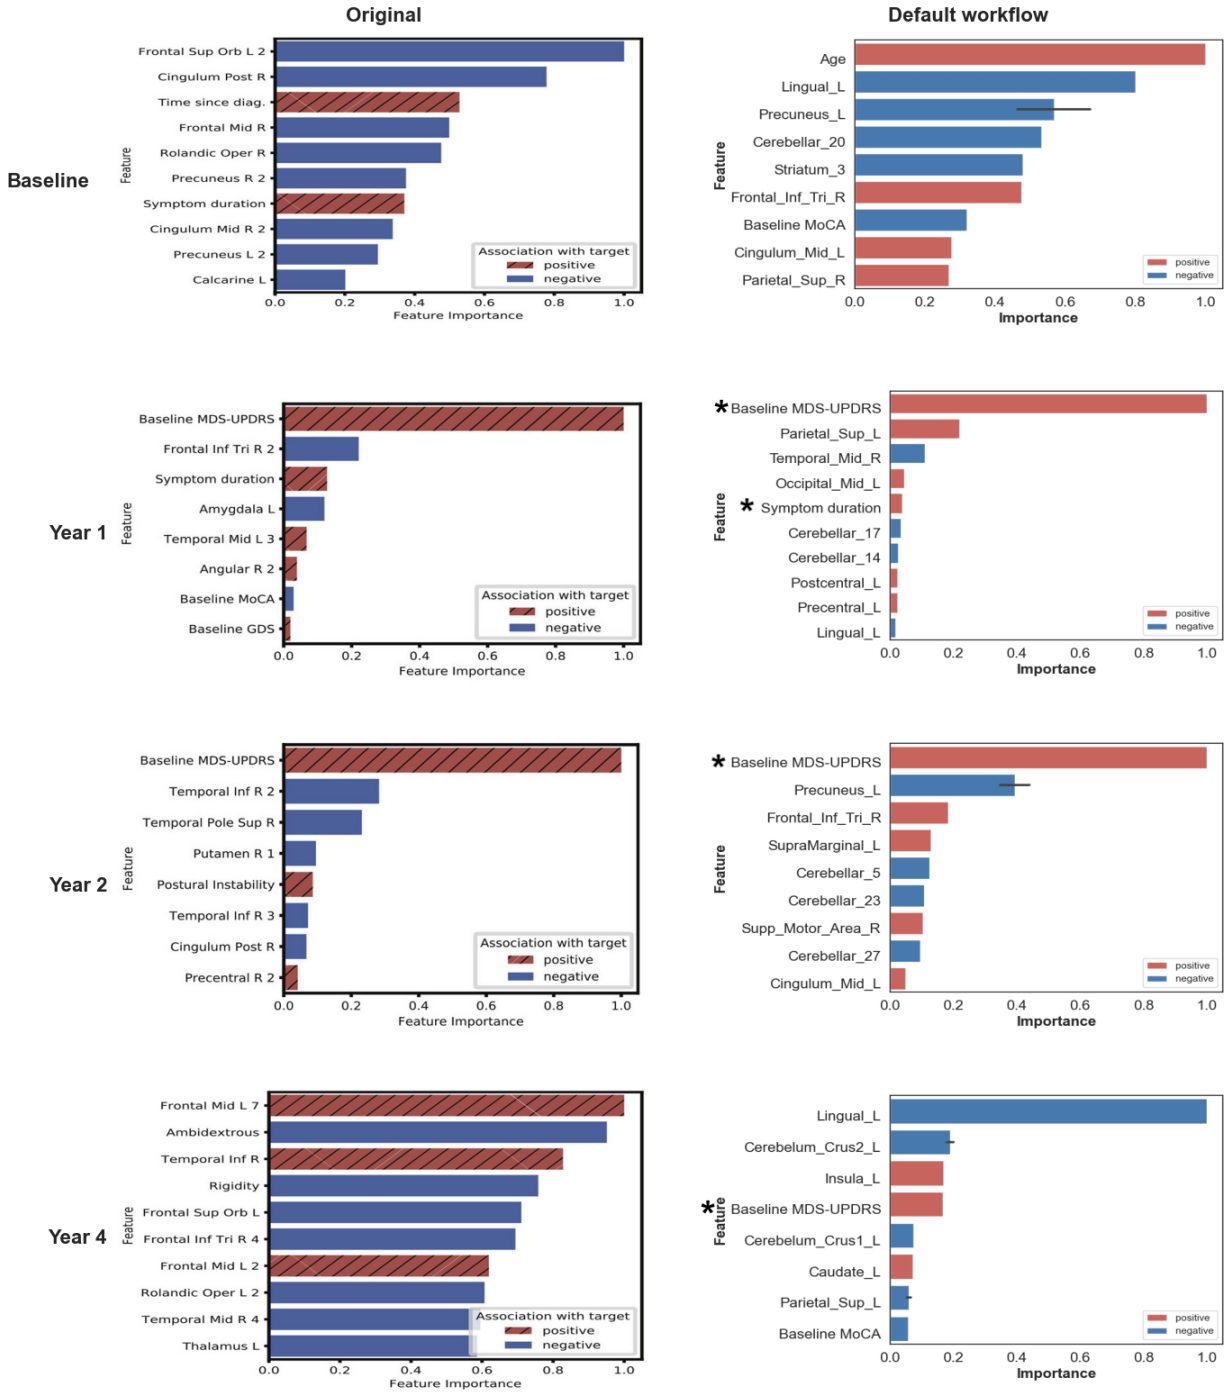 Original
Default workflow
Baseline
Feature
Frontal Sup Orb L 2
Cingulum Post R
Time since diag.
Frontal Mid R
Rolandic Oper R
Precuneus R 2
Symptom duration
Cingulum Mid R 2
Precuneus L 2
Calcarine L
Association with target
positive
negative
0.0 0.2 0.4 0.6 0.8 1.0
Feature Importance
Feature
Age
Lingual_L
Precuneus_L
Cerebellar_20
Striatum_3
Frontal_Inf_Tri_R
Baseline MoCA
Cingulum_Mid_L
Parietal_Sup_R
positive
negative
0.0 0.2 0.4 0.6 0.8 1.0
Importance
Year 1
Feature
Baseline MDS-UPDRS
Frontal Inf Tri R 2
Symptom duration
Amygdala L
Temporal Mid L 3
Angular R 2
Baseline MoCA
Baseline GDS
Association with target
positive
negative
0.0 0.2 0.4 0.6 0.8 1.0
Feature Importance
Feature
* Baseline MDS-UPDRS
Parietal_Sup_L
Temporal_Mid_R
Occipital_Mid_L
* Symptom duration
Cerebellar_17
Cerebellar_14
Postcentral_L
Precentral_L
Lingual_L
positive
negative
0.0 0.2 0.4 0.6 0.8 1.0
Importance
Year 2
Feature
Baseline MDS-UPDRS
Temporal Inf R 2
Temporal Pole Sup R
Putamen R 1
Postural Instability
Temporal Inf R 3
Cingulum Post R
Precentral R 2
Association with target
positive
negative
0.0 0.2 0.4 0.6 0.8 1.0
Feature Importance
Feature
* Baseline MDS-UPDRS
Precuneus_L
Frontal_Inf_Tri_R
SupraMarginal_L
Cerebellar_5
Cerebellar_23
Supp_Motor_Area_R
Cerebellar_27
Cingulum_Mid_L
positive
negative
0.0 0.2 0.4 0.6 0.8 1.0
Importance
Year 4
Feature
Frontal Mid L 7
Ambidextrous
Temporal Inf R
Rigidity
Frontal Sup Orb L
Frontal Inf Tri R 4
Frontal Mid L 2
Rolandic Oper L 2
Temporal Mid R 4
Thalamus L
Association with target
positive
negative
0.0 0.2 0.4 0.6 0.8 1.0
Feature Importance
Feature
Lingual_L
Cerebelum_Crus2_L
Insula_L
* Baseline MDS-UPDRS
Cerebelum_Crus1_L
Caudate_L
Parietal_Sup_L
Baseline MoCA
positive
negative
0.0 0.2 0.4 0.6 0.8 1.0
Importance